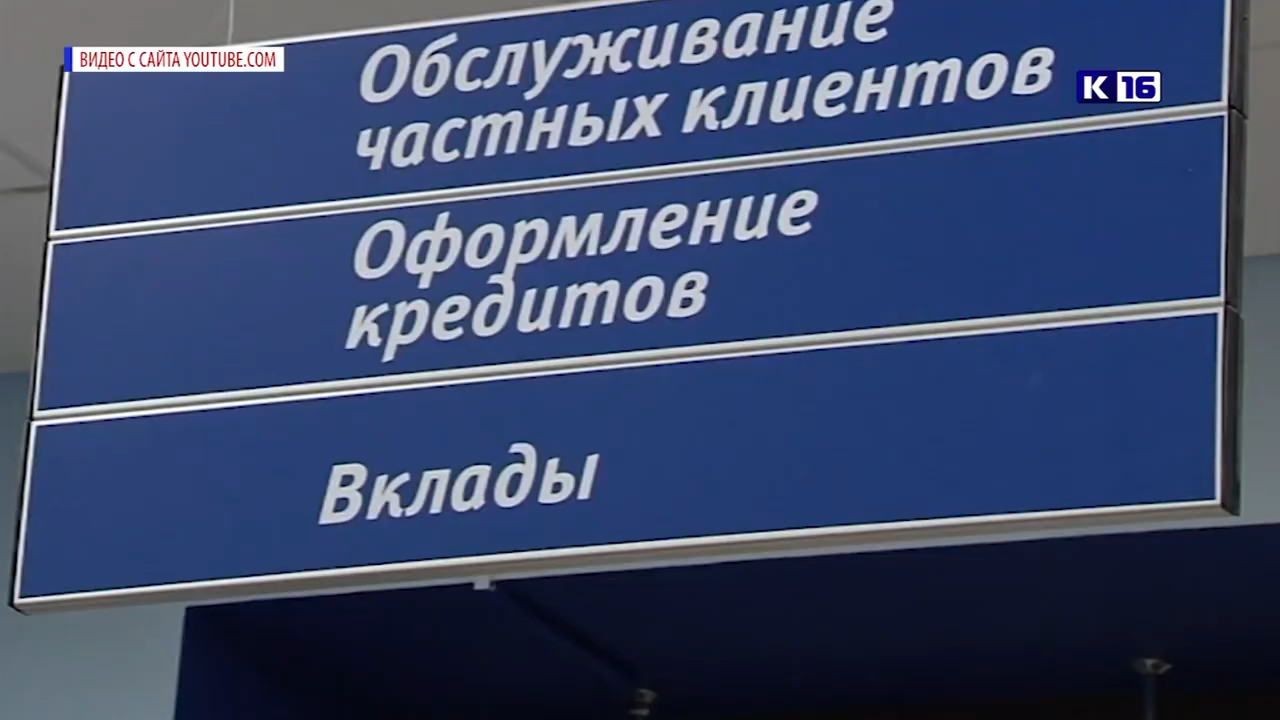 ВИДЕО С САЙТА YOUTUBE.COM
К 16
Обслуживание
частных клиентов
Оформление
кредитов
Вклады